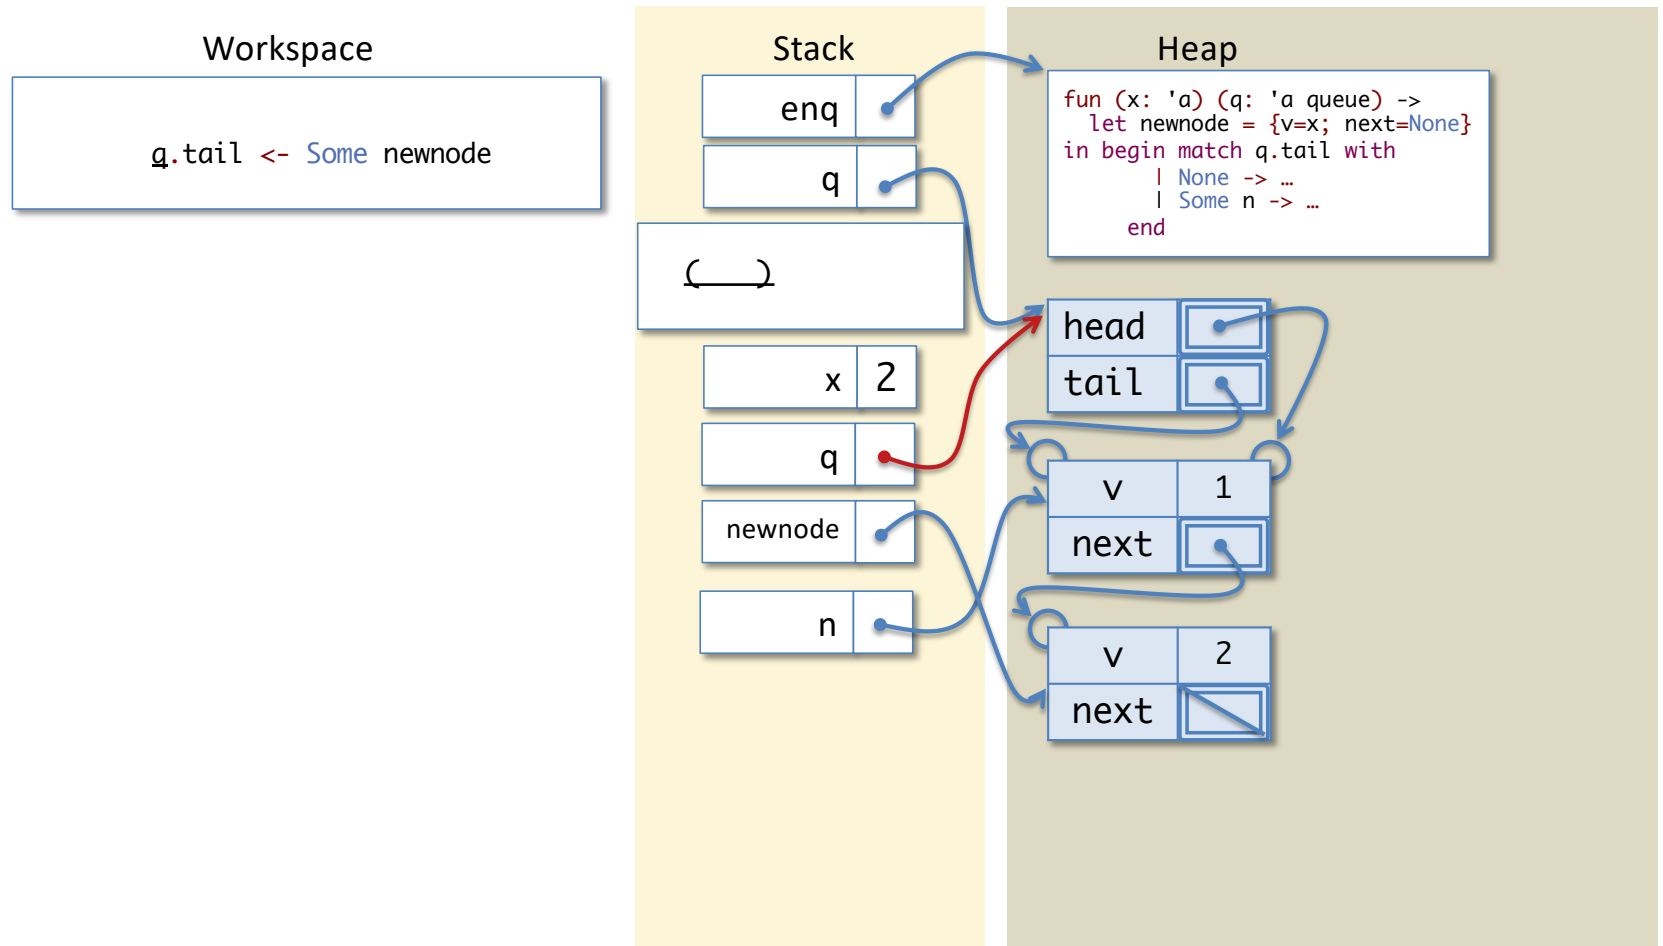 Workspace
q.tail <- Some newnode
Stack
enq
q
(___)
x 2
q
newnode
n
Heap
fun (x: 'a) (q: 'a queue) ->
let newnode = {v=x; next=None}
in begin match q.tail with
| None -> …
| Some n -> …
end
head
tail
v 1
next
v 2
next